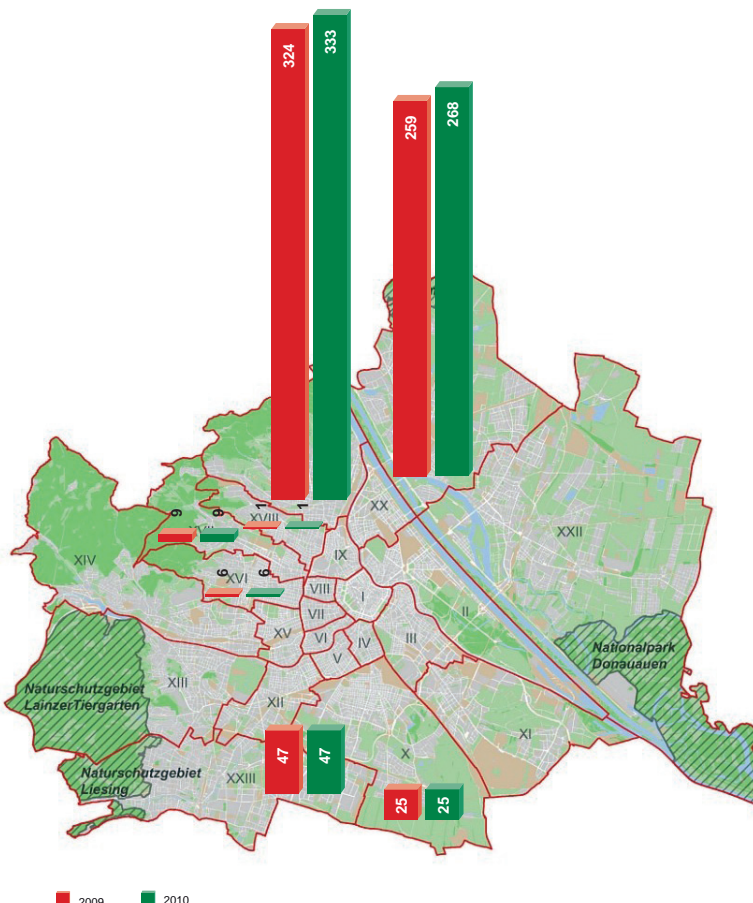 324
333
259
268
9
9
1
1
XVIII
XX
XIV
IX
XXII
6
6
XVI
VIII
I
VII
II
XV
VI
IV
III
V
Nationalpark
Donauauen
XIII
Naturschutzgebiet
LainzerTiergarten
XII
XI
X
47
47
Naturschutzgebiet
Liesing
XXIII
25
25
2009
2010